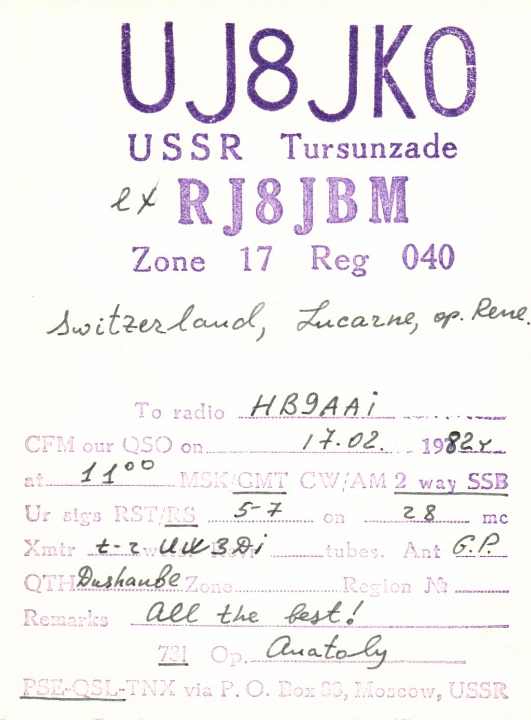 UJ8JKO
USSR Tursunzade
ex RJ8JBM
Zone 17 Reg 040
Switzerland, Lucarne, op. Rene.
To radio HB9AAi
CFM our QSO on 17.02. 1982г
at 11⁰⁰ MSK/GMT CW/AM 2 way SSB
Ur sigs RST/RS 5-7 on 28 mc
Xmtr t-z UW3Di tubes. Ant G.P.
QTH Dushanbe Zone Region №
Remarks All the best!
731 Op. Anatoly
PSE-QSL-TNX via P. O. Box 88, Moscow, USSR